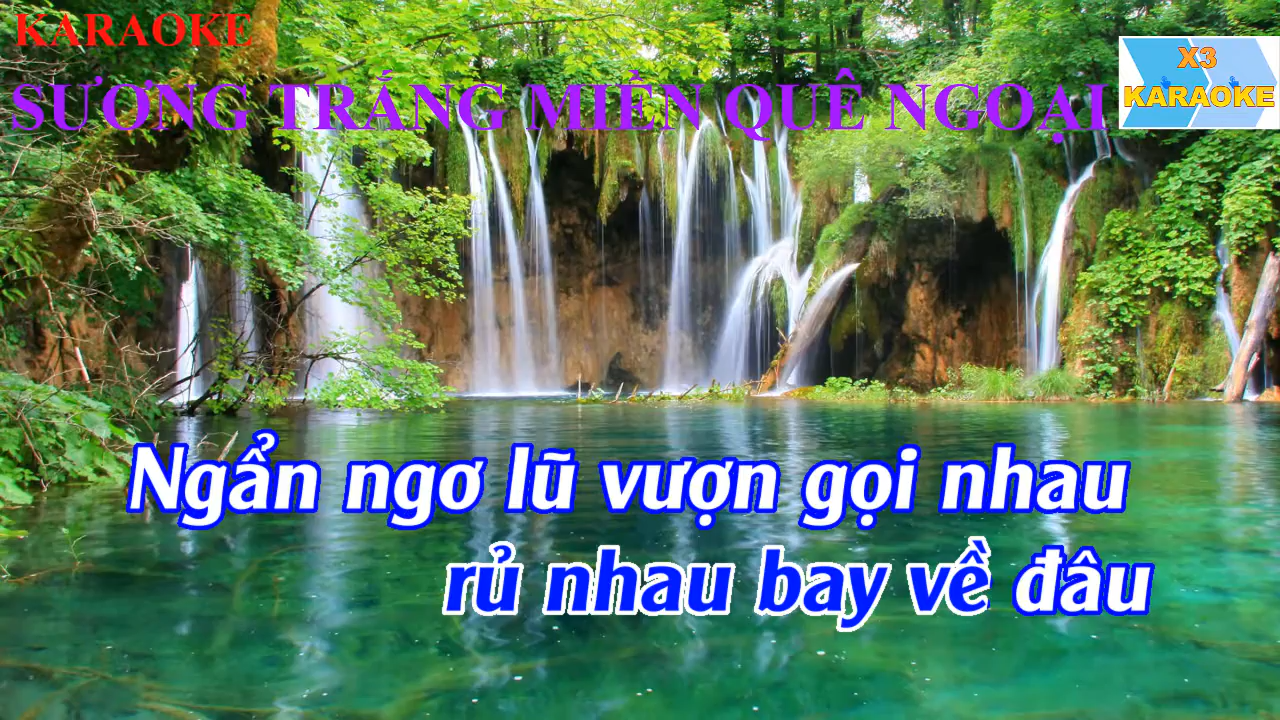 KARAOKE
SƯƠNG TRẮNG MIỀN QUÊ NGOẠI
X3
KARAOKE
Ngẩn ngơ lũ vượn gọi nhau
rủ nhau bay về đâu